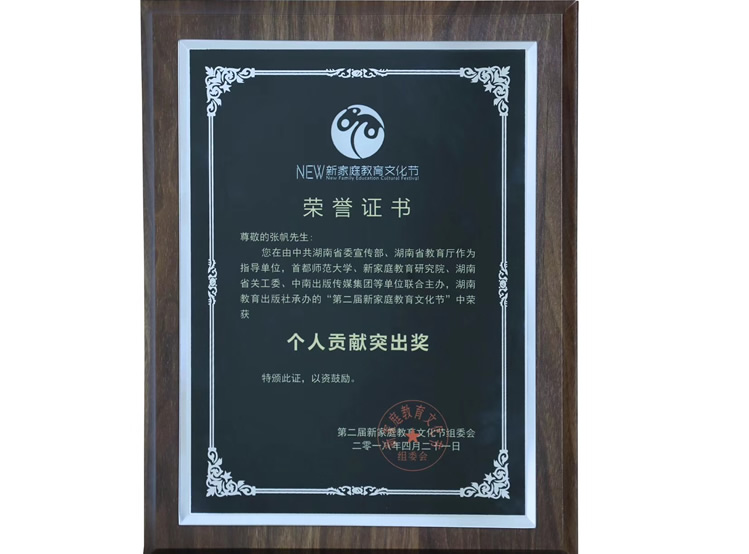 NEW新家庭教育文化节
New Family Education Cultural Festival
荣誉证书
尊敬的张帆先生：
您在由中共湖南省委宣传部、湖南省教育厅作为
指导单位，首都师范大学、新家庭教育研究院、湖南
省关工委、中南出版传媒集团等单位联合主办，湖南
教育出版社承办的“第二届新家庭教育文化节”中荣
获
个人贡献突出奖
特颁此证，以资鼓励。
第二届新家庭教育文化节组委会
二零一八年四月二十一日
组委会